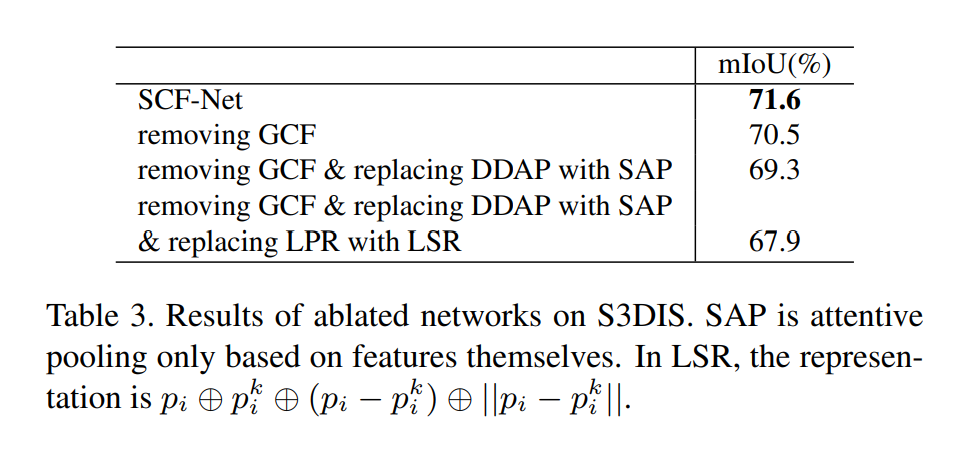 mIoU(%)
SCF-Net 71.6
removing GCF 70.5
removing GCF & replacing DDAP with SAP 69.3
removing GCF & replacing DDAP with SAP
& replacing LPR with LSR 67.9
Table 3. Results of ablated networks on S3DIS. SAP is attentive
pooling only based on features themselves. In LSR, the represen-
tation is $p_i \oplus p_i^k \oplus (p_i - p_i^k) \oplus ||p_i - p_i^k||$.